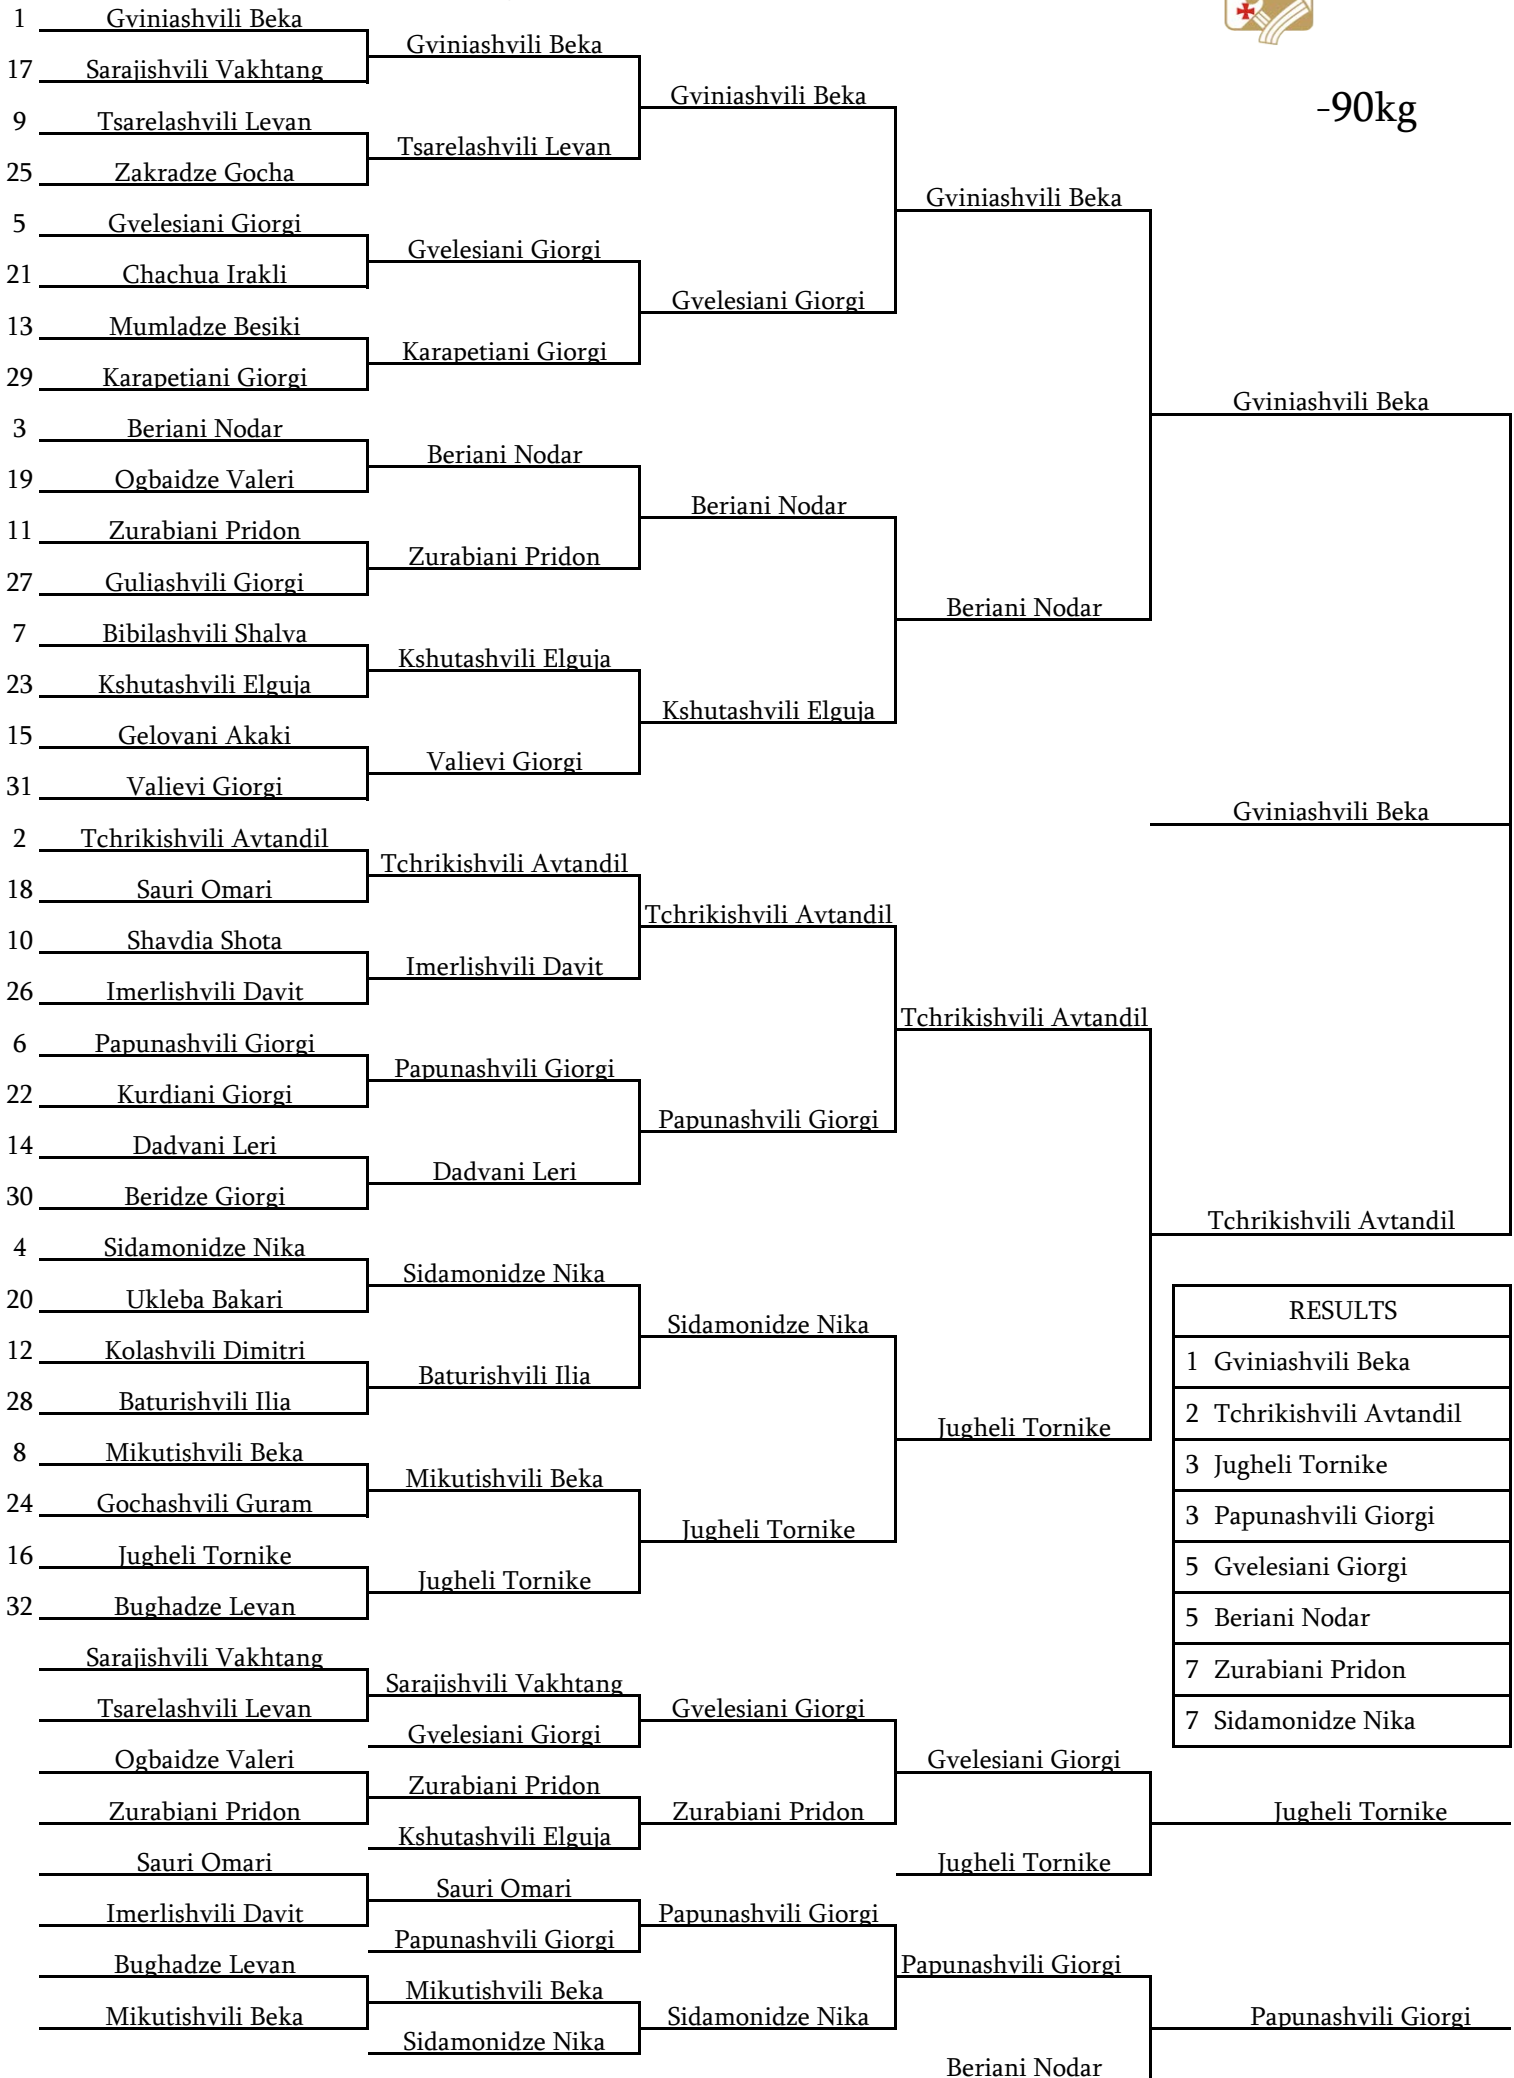 1 Gviniashvili Beka
17 Sarajishvili Vakhtang
9 Tsarelashvili Levan
25 Zakradze Gocha
5 Gvelesiani Giorgi
21 Chachua Irakli
13 Mumladze Besiki
29 Karapetiani Giorgi
3 Beriani Nodar
19 Ogbaidze Valeri
11 Zurabiani Pridon
27 Guliashvili Giorgi
7 Bibilashvili Shalva
23 Kshutashvili Elguja
15 Gelovani Akaki
31 Valievi Giorgi
2 Tchrikishvili Avtandil
18 Sauri Omari
10 Shavdia Shota
26 Imerlishvili Davit
6 Papunashvili Giorgi
22 Kurdiani Giorgi
14 Dadvani Leri
30 Beridze Giorgi
4 Sidamonidze Nika
20 Ukleba Bakari
12 Kolashvili Dimitri
28 Baturishvili Ilia
8 Mikutishvili Beka
24 Gochashvili Guram
16 Jugheli Tornike
32 Bughadze Levan
Gviniashvili Beka
Tsarelashvili Levan
Gvelesiani Giorgi
Karapetiani Giorgi
Beriani Nodar
Zurabiani Pridon
Kshutashvili Elguja
Valievi Giorgi
Tchrikishvili Avtandil
Imerlishvili Davit
Papunashvili Giorgi
Dadvani Leri
Sidamonidze Nika
Baturishvili Ilia
Mikutishvili Beka
Jugheli Tornike
Gviniashvili Beka
Gvelesiani Giorgi
Beriani Nodar
Kshutashvili Elguja
Tchrikishvili Avtandil
Papunashvili Giorgi
Sidamonidze Nika
Jugheli Tornike
Gviniashvili Beka
Beriani Nodar
Tchrikishvili Avtandil
Jugheli Tornike
-90kg
Gviniashvili Beka
Gviniashvili Beka
Tchrikishvili Avtandil
RESULTS
1 Gviniashvili Beka
2 Tchrikishvili Avtandil
3 Jugheli Tornike
3 Papunashvili Giorgi
5 Gvelesiani Giorgi
5 Beriani Nodar
7 Zurabiani Pridon
7 Sidamonidze Nika
Sarajishvili Vakhtang
Tsarelashvili Levan
Ogbaidze Valeri
Zurabiani Pridon
Sauri Omari
Imerlishvili Davit
Bughadze Levan
Mikutishvili Beka
Sarajishvili Vakhtang
Gvelesiani Giorgi
Zurabiani Pridon
Kshutashvili Elguja
Sauri Omari
Papunashvili Giorgi
Mikutishvili Beka
Sidamonidze Nika
Gvelesiani Giorgi
Zurabiani Pridon
Papunashvili Giorgi
Sidamonidze Nika
Gvelesiani Giorgi
Jugheli Tornike
Papunashvili Giorgi
Beriani Nodar
Jugheli Tornike
Papunashvili Giorgi